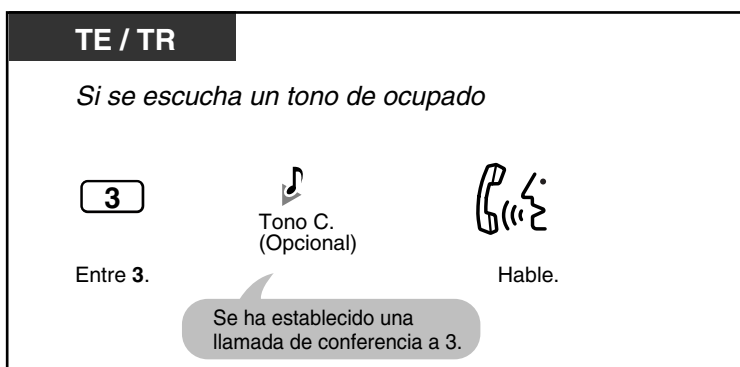 TE / TR
Si se escucha un tono de ocupado
3
Tono C.
(Opcional)
Entre 3.
Hable.
Se ha establecido una
llamada de conferencia a 3.